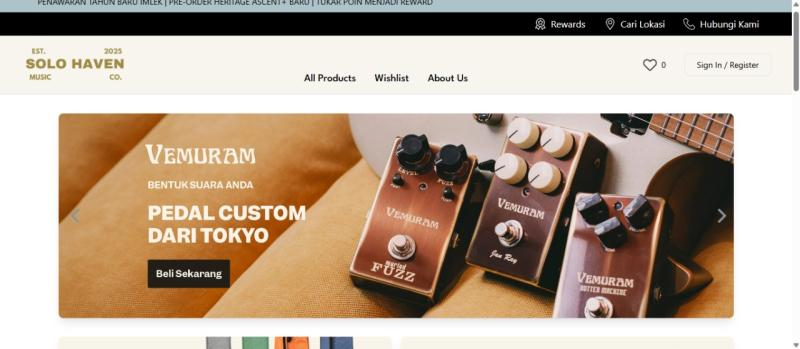 PENAWARAN TAHUN BARU IMLEK | PRE-ORDER HERITAGE ASCENT+ BARU | TUKAR POIN MENJADI REWARD
Rewards
Cari Lokasi
Hubungi Kami
EST. 2025
SOLO HAVEN
MUSIC CO.
All Products
Wishlist
About Us
0
Sign In / Register
VEMURAM
BENTUK SUARA ANDA
PEDAL CUSTOM
DARI TOKYO
Beli Sekarang
LEVEL
FUZZ
VEMURAM
FUZZ
VEMURAM
Jan Ray
VEMURAM
BUTTER MACHINE